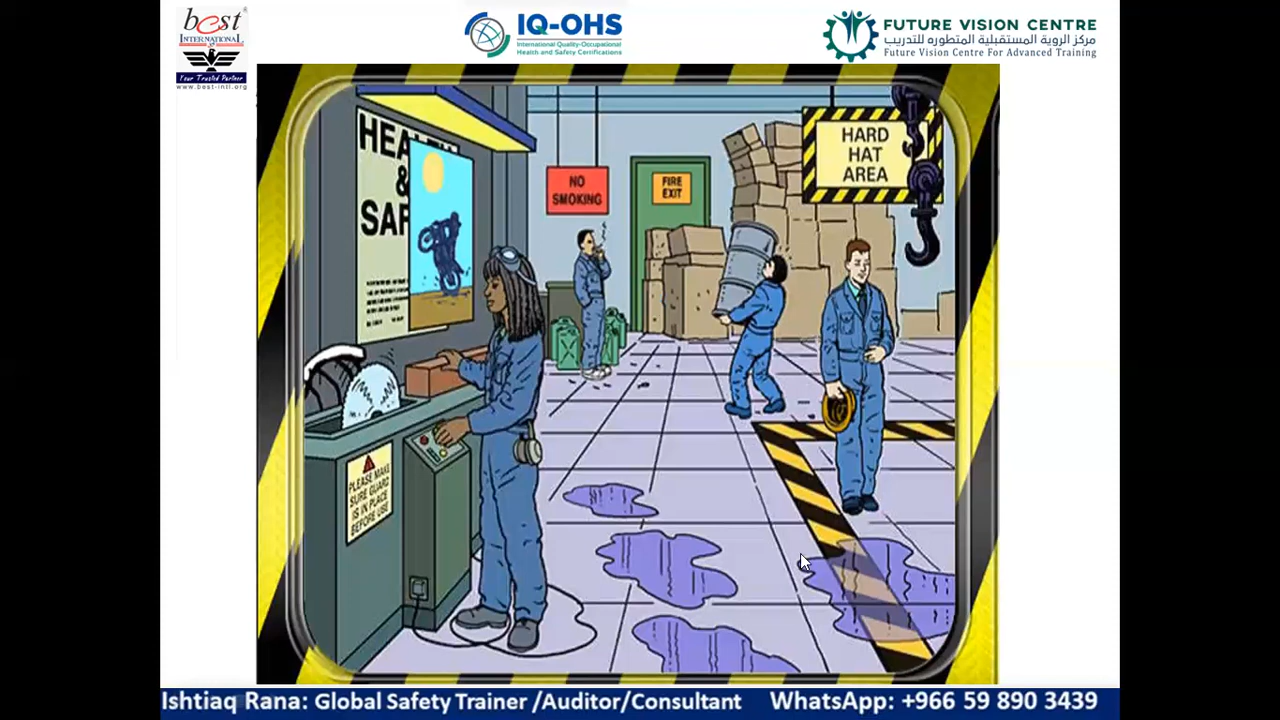 best
INTERNATIONAL
Your Trusted Partner
www.best-intl.org
IQ-OHS
International Quality-Occupational
Health and Safety Certifications
FUTURE VISION CENTRE
مركز الروية المستقبلية المتطوره للتدريب
Future Vision Centre For Advanced Training
HEALTH
&
SAF
NO
SMOKING
FIRE
EXIT
HARD
HAT
AREA
PLEASE MAKE
SURE GUARD
IS IN PLACE
BEFORE USE
Ishtiaq Rana: Global Safety Trainer /Auditor/Consultant WhatsApp: +966 59 890 3439